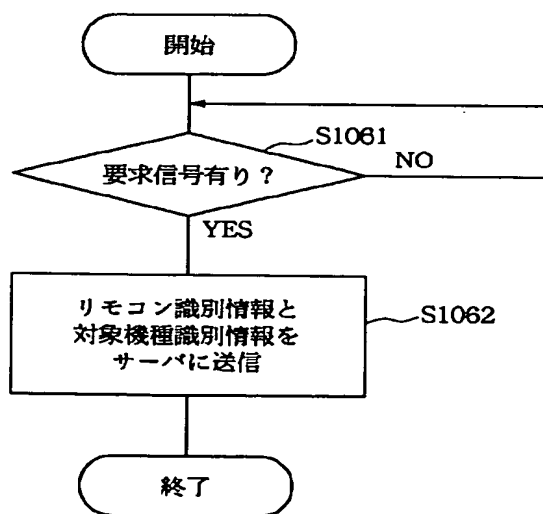 開始
S1061
要求信号有り?
NO
YES
リモコン識別情報と
対象機種識別情報を
サーバに送信
S1062
終了